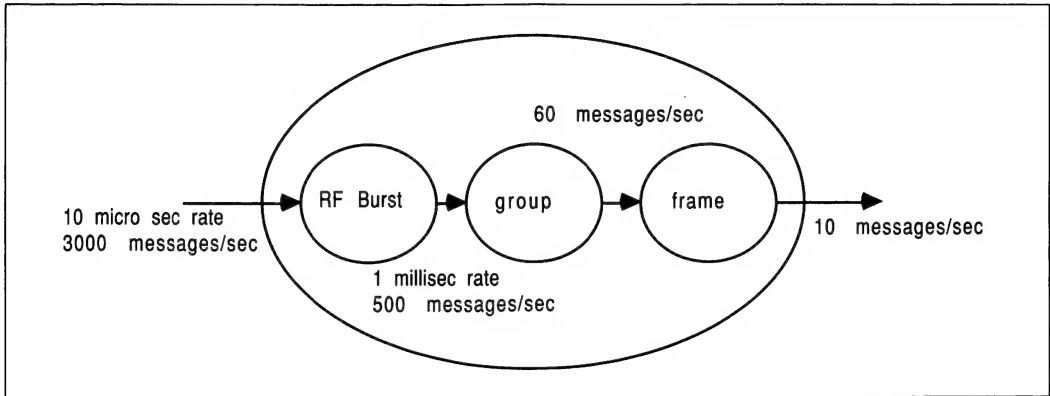 60 messages/sec
RF Burst
group
frame
10 micro sec rate
3000 messages/sec
10 messages/sec
1 millisec rate
500 messages/sec